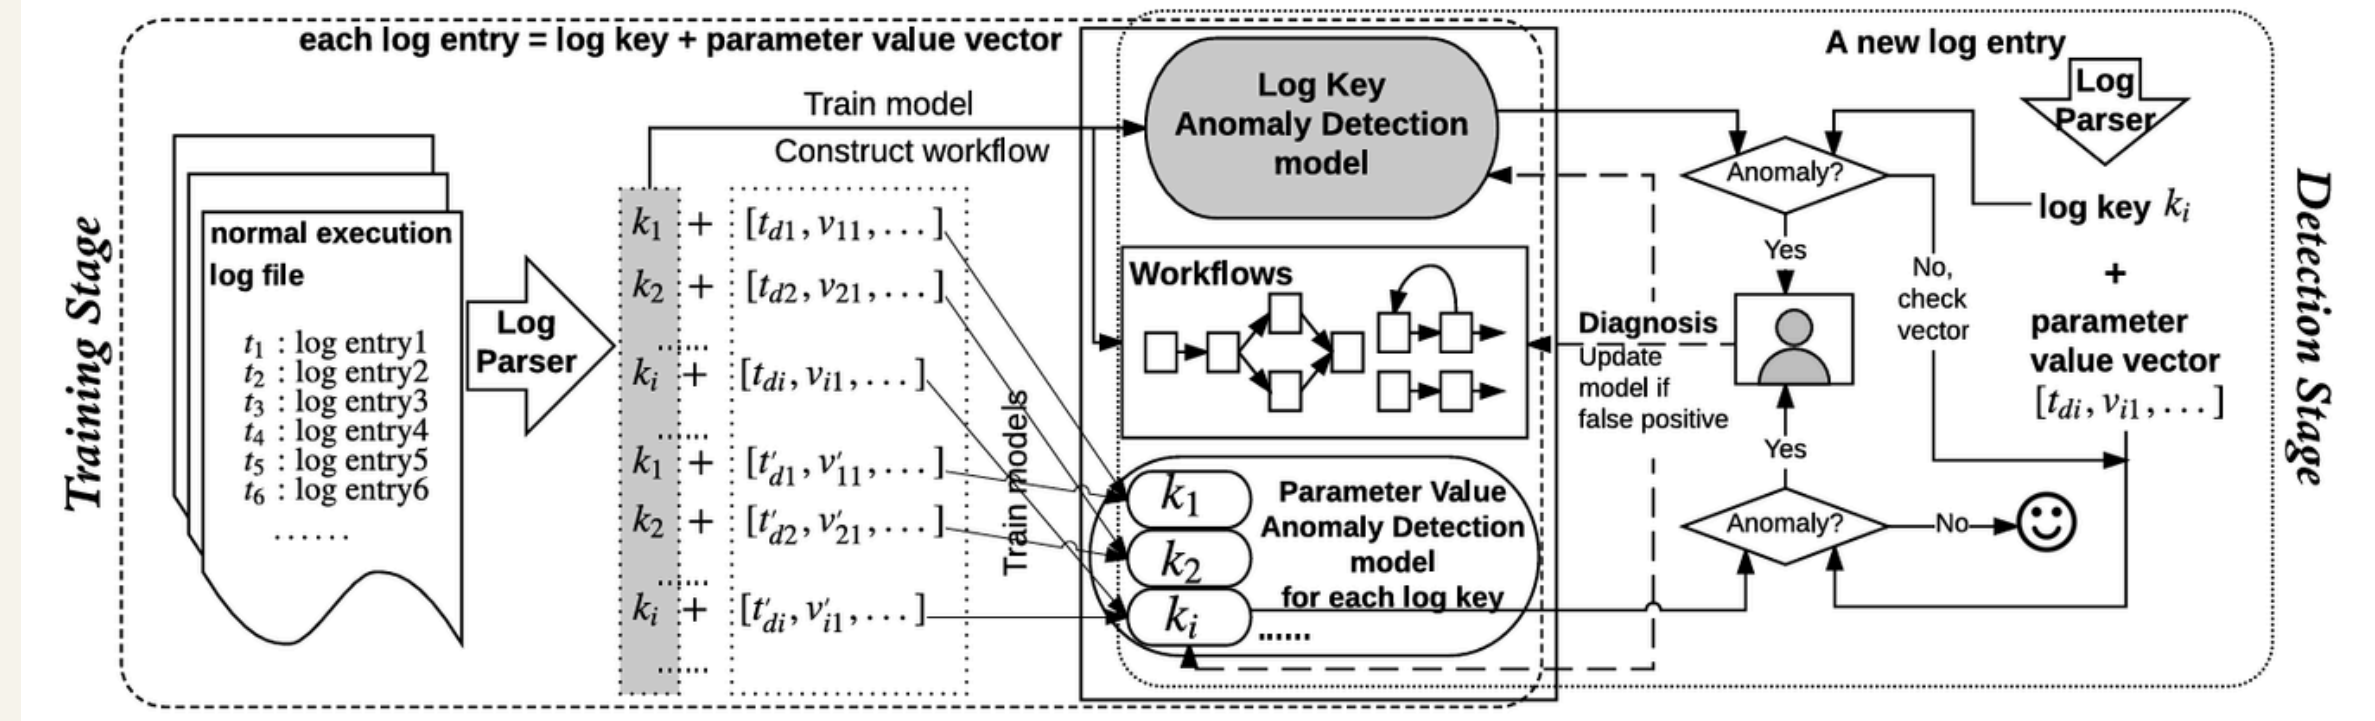 Training Stage
each log entry = log key + parameter value vector
normal execution
log file
t1 : log entry1
t2 : log entry2
t3 : log entry3
t4 : log entry4
t5 : log entry5
t6 : log entry6
......
Log
Parser
Train model
Construct workflow
k1 + [td1, v11, . . . ]
k2 + [td2, v21, . . . ]
......
ki + [tdi, vi1, . . . ]
......
k1 + [t'd1, v'11, . . . ]
k2 + [t'd2, v'21, . . . ]
......
ki + [t'di, v'i1, . . . ]
......
Train models
Log Key
Anomaly Detection
model
Workflows
k1
k2
ki
Parameter Value
Anomaly Detection
model
for each log key
......
Diagnosis
Update
model if
false positive
Anomaly?
Yes
No,
check
vector
Yes
Anomaly?
No
A new log entry
Log
Parser
log key ki
+
parameter
value vector
[tdi, vi1, . . . ]
Detection Stage